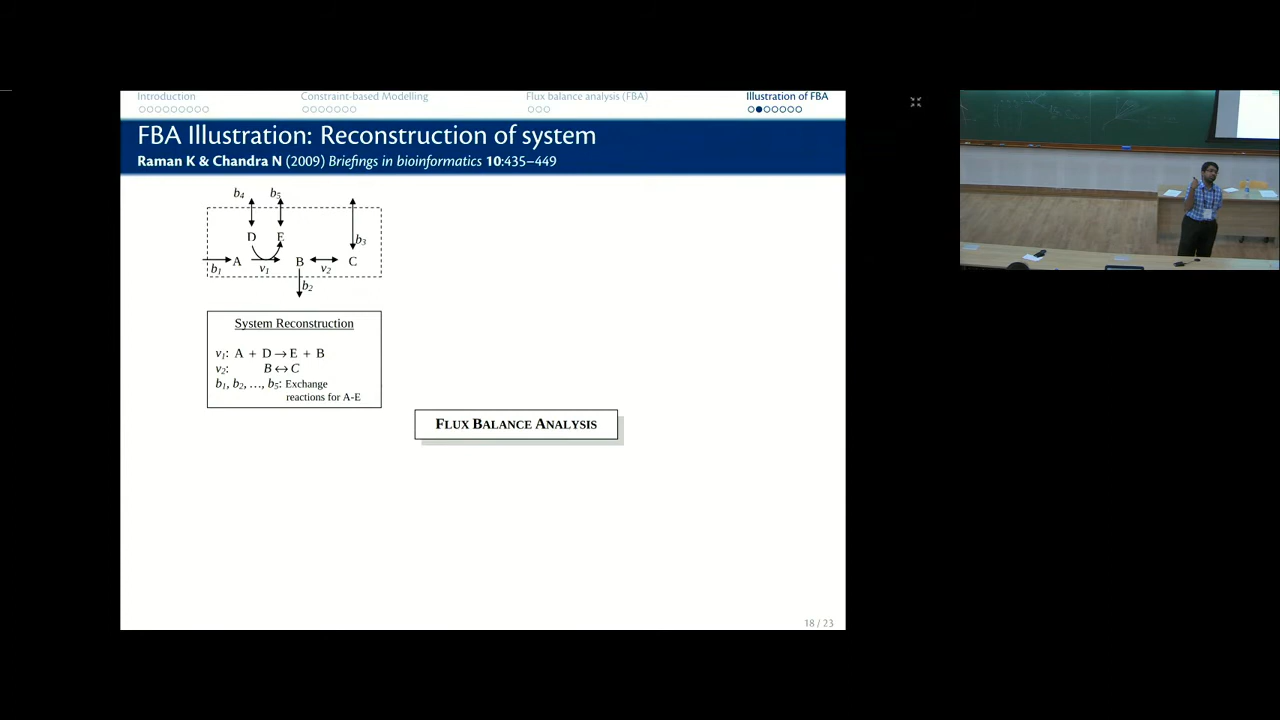 Introduction Constraint-based Modelling Flux balance analysis (FBA) Illustration of FBA
FBA Illustration: Reconstruction of system
Raman K & Chandra N (2009) Briefings in bioinformatics 10:435–449
b4 b5
D E b3
b1 A v1 B v2 C
b2
System Reconstruction
v1: A + D → E + B
v2: B ↔ C
b1, b2, …, b5: Exchange
reactions for A-E
FLUX BALANCE ANALYSIS
18 / 23